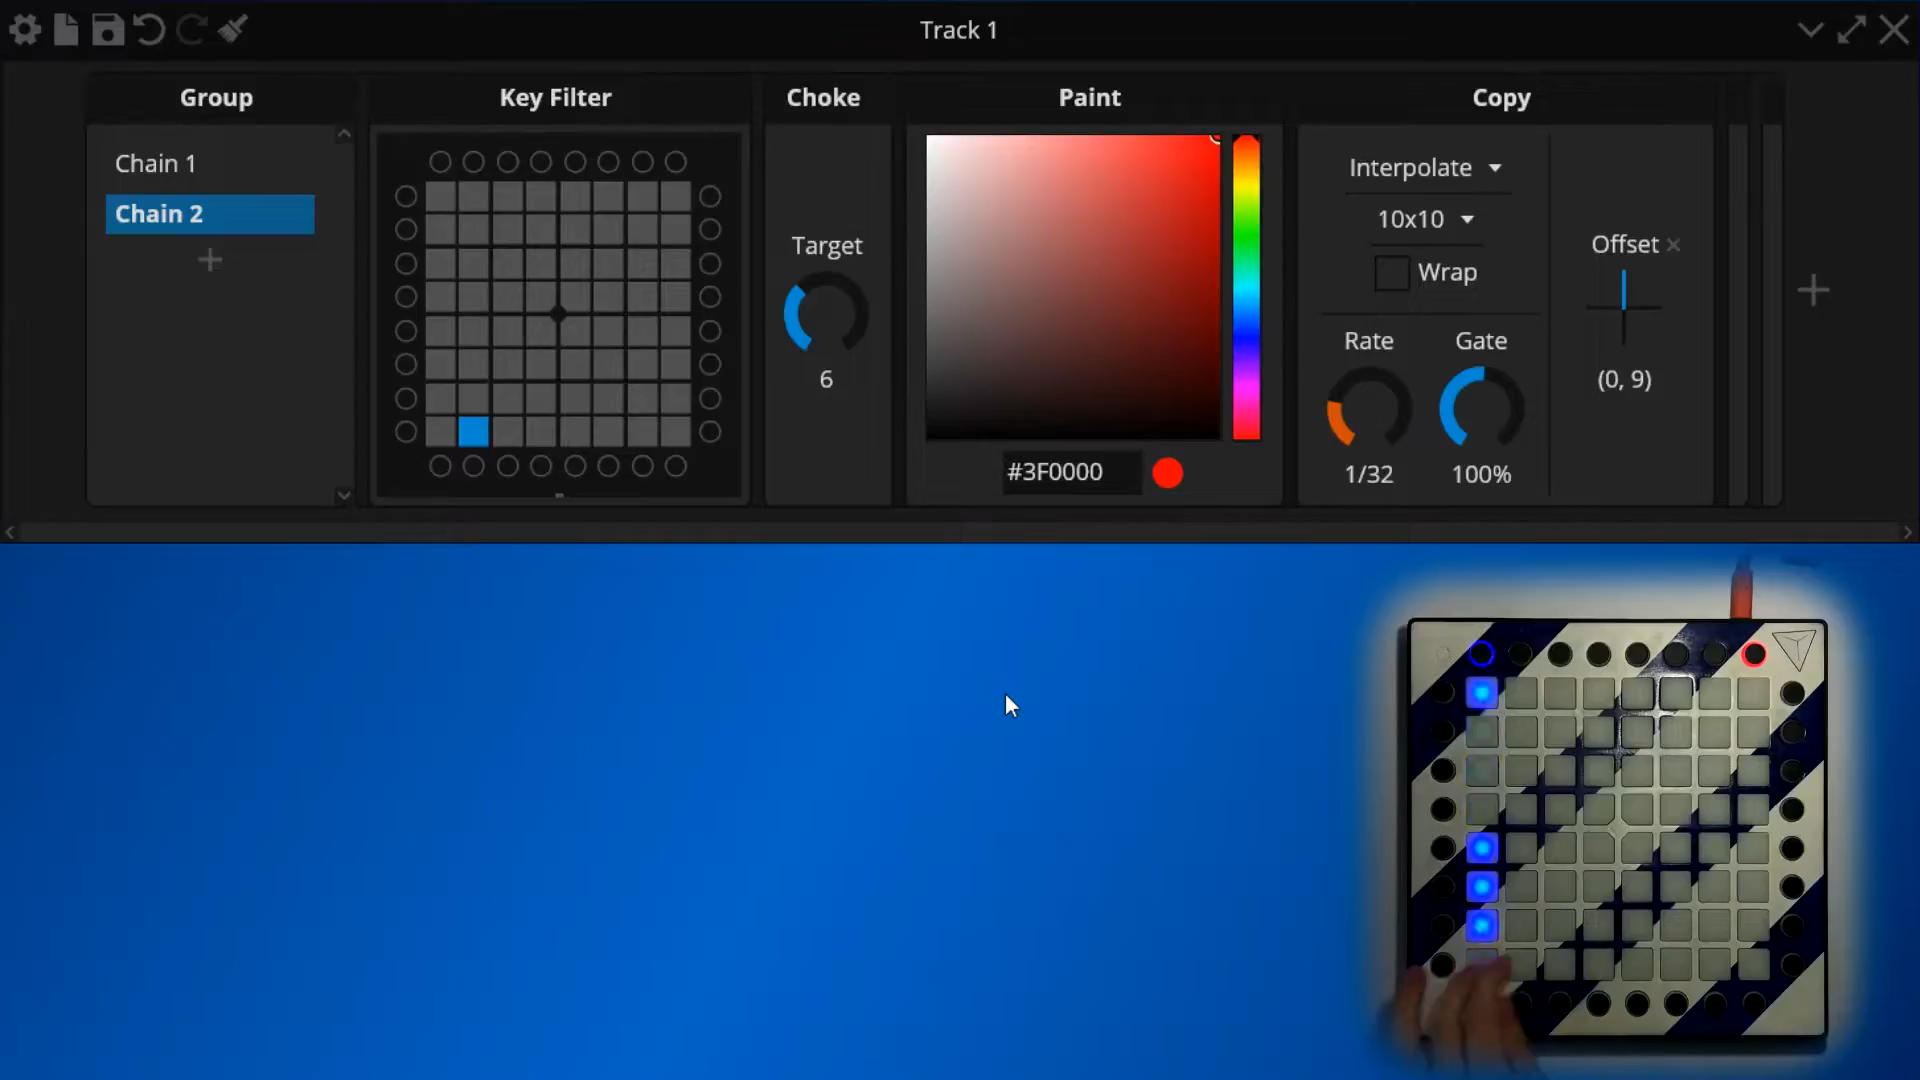 Track 1
Group
Key Filter
Choke
Paint
Copy
Chain 1
Chain 2
Target
6
#3F0000
Interpolate
10x10
Wrap
Rate
Gate
1/32
100%
Offset
(0, 9)